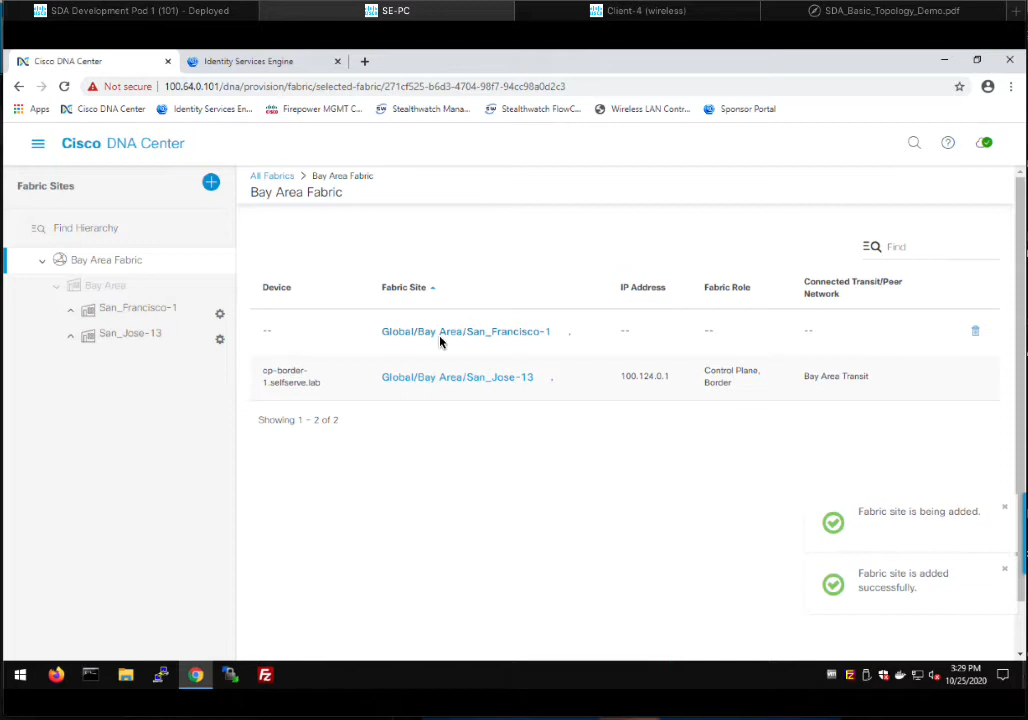 SDA Development Pod 1 (101) - Deployed
SE-PC
Client-4 (wireless)
SDA_Basic_Topology_Demo.pdf
Cisco DNA Center
Identity Services Engine
Not secure
100.64.0.101/dna/provision/fabric/selected-fabric/271cf525-b6d3-4704-98f7-94cc98a0d2c3
Apps
Cisco DNA Center
Identity Services En...
Firepower MGMT C...
Stealthwatch Mana...
Stealthwatch FlowC...
Wireless LAN Contr...
Sponsor Portal
Cisco DNA Center
Fabric Sites
All Fabrics > Bay Area Fabric
Bay Area Fabric
Find Hierarchy
Bay Area Fabric
Bay Area
San_Francisco-1
San_Jose-13
Find
Device
Fabric Site
IP Address
Fabric Role
Connected Transit/Peer
Network
--
Global/Bay Area/San_Francisco-1
.
--
--
--
cp-border-
1.selfserve.lab
Global/Bay Area/San_Jose-13
.
100.124.0.1
Control Plane,
Border
Bay Area Transit
Showing 1 - 2 of 2
Fabric site is being added.
Fabric site is added
successfully.
3:29 PM
10/25/2020